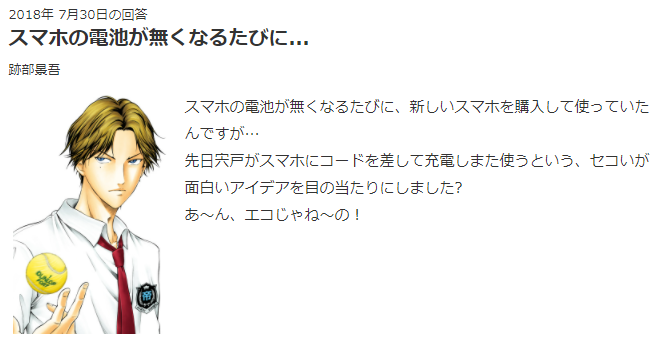 2018年 7月30日の回答
スマホの電池が無くなるたびに…
跡部景吾
スマホの電池が無くなるたびに、新しいスマホを購入して使っていた
んですが…
先日宍戸がスマホにコードを差して充電しまた使うという、セコいが
面白いアイデアを目の当たりにしました?
あ～ん、エコじゃね～の！
帝